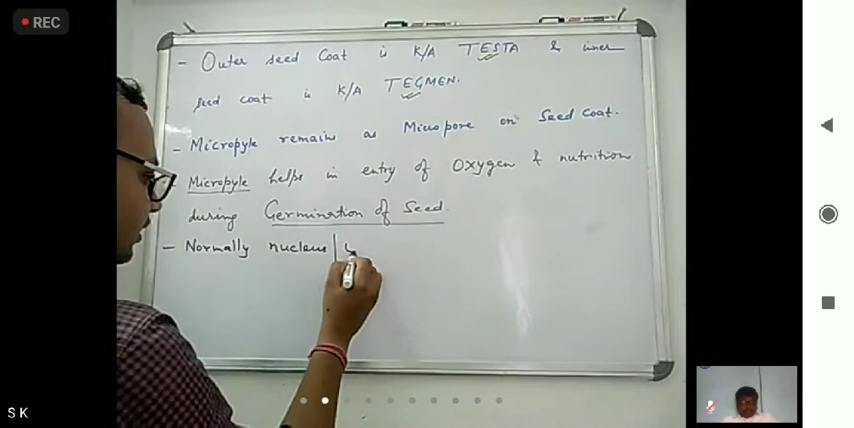 REC
- Outer seed coat is K/A TESTA & inner
seed coat is K/A TEGMEN.
- Micropyle remain as Micropore on Seed Coat.
- Micropyle helps in entry of Oxygen & nutrition
during Germination of Seed.
- Normally nucleus |
S K